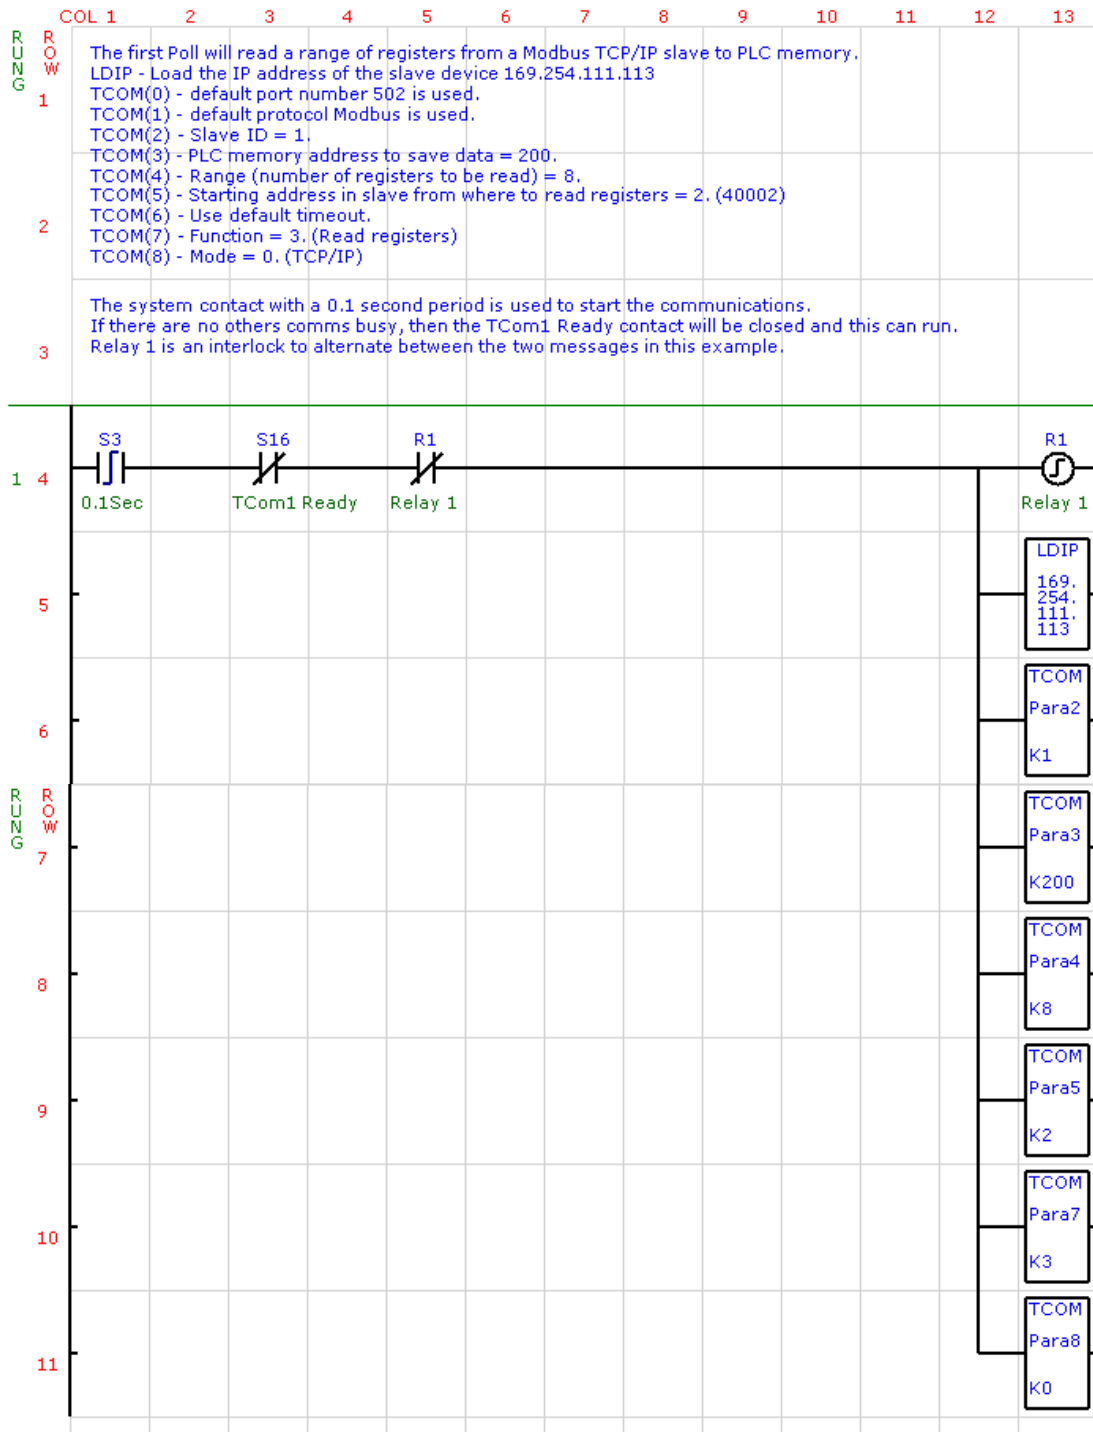 COL 1 2 3 4 5 6 7 8 9 10 11 12 13
RUNG
ROW
The first Poll will read a range of registers from a Modbus TCP/IP slave to PLC memory.
LDIP - Load the IP address of the slave device 169.254.111.113
1
TCOM(0) - default port number 502 is used.
TCOM(1) - default protocol Modbus is used.
TCOM(2) - Slave ID = 1.
TCOM(3) - PLC memory address to save data = 200.
TCOM(4) - Range (number of registers to be read) = 8.
TCOM(5) - Starting address in slave from where to read registers = 2. (40002)
2
TCOM(6) - Use default timeout.
TCOM(7) - Function = 3. (Read registers)
TCOM(8) - Mode = 0. (TCP/IP)
The system contact with a 0.1 second period is used to start the communications.
If there are no others comms busy, then the TCom1 Ready contact will be closed and this can run.
3
Relay 1 is an interlock to alternate between the two messages in this example.
S3 S16 R1 R1
1 4
0.1Sec TCom1 Ready Relay 1 Relay 1
5
LDIP
169.
254.
111.
113
6
TCOM
Para2
K1
RUNG
ROW
7
TCOM
Para3
K200
8
TCOM
Para4
K8
9
TCOM
Para5
K2
10
TCOM
Para7
K3
11
TCOM
Para8
K0